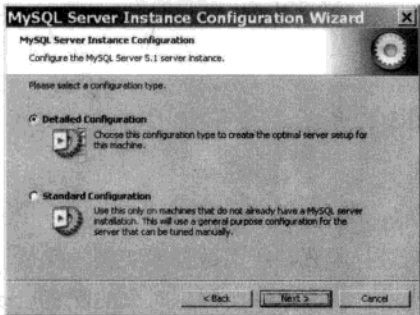 MySQL Server Instance Configuration Wizard
MySQL Server Instance Configuration
Configure the MySQL Server 5.1 server instance.
Please select a configuration type.
Detailed Configuration
Choose this configuration type to create the optimal server setup for
this machine.
Standard Configuration
Use this only on machines that do not already have a MySQL server
installation. This will use a general purpose configuration for the
server that can be tuned manually.
< Back
Next >
Cancel